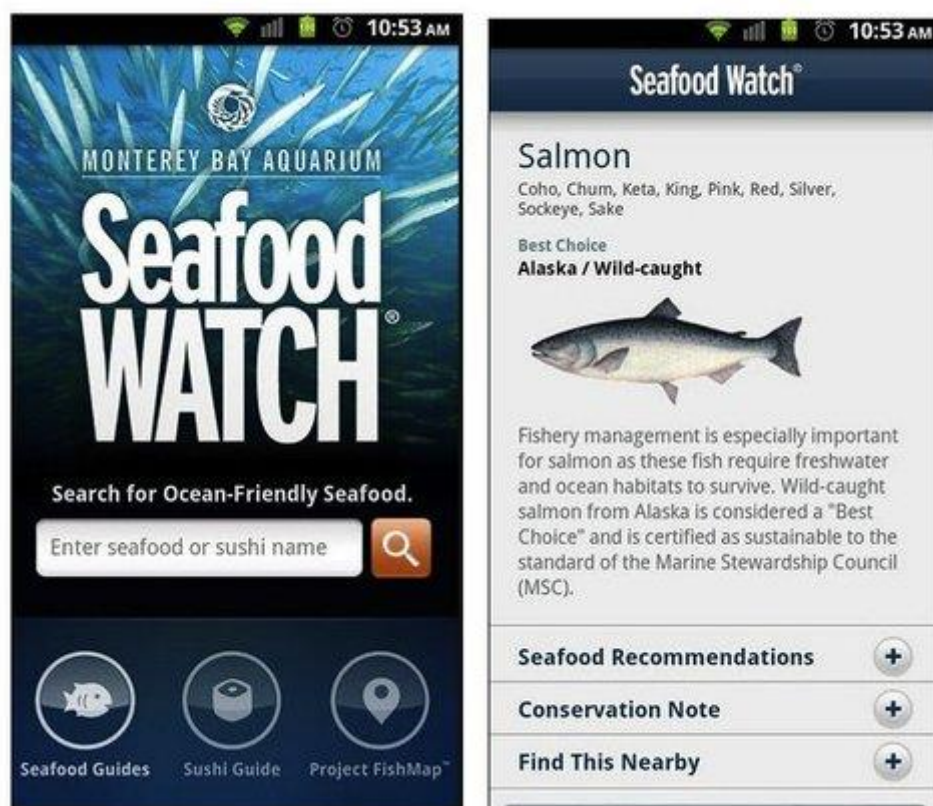 10:53 AM
MONTEREY BAY AQUARIUM
Seafood
WATCH®
Search for Ocean-Friendly Seafood.
Enter seafood or sushi name
Seafood Guides
Sushi Guide
Project FishMap™
10:53 AM
Seafood Watch®
Salmon
Coho, Chum, Keta, King, Pink, Red, Silver,
Sockeye, Sake
Best Choice
Alaska / Wild-caught
Fishery management is especially important
for salmon as these fish require freshwater
and ocean habitats to survive. Wild-caught
salmon from Alaska is considered a "Best
Choice" and is certified as sustainable to the
standard of the Marine Stewardship Council
(MSC).
Seafood Recommendations
Conservation Note
Find This Nearby